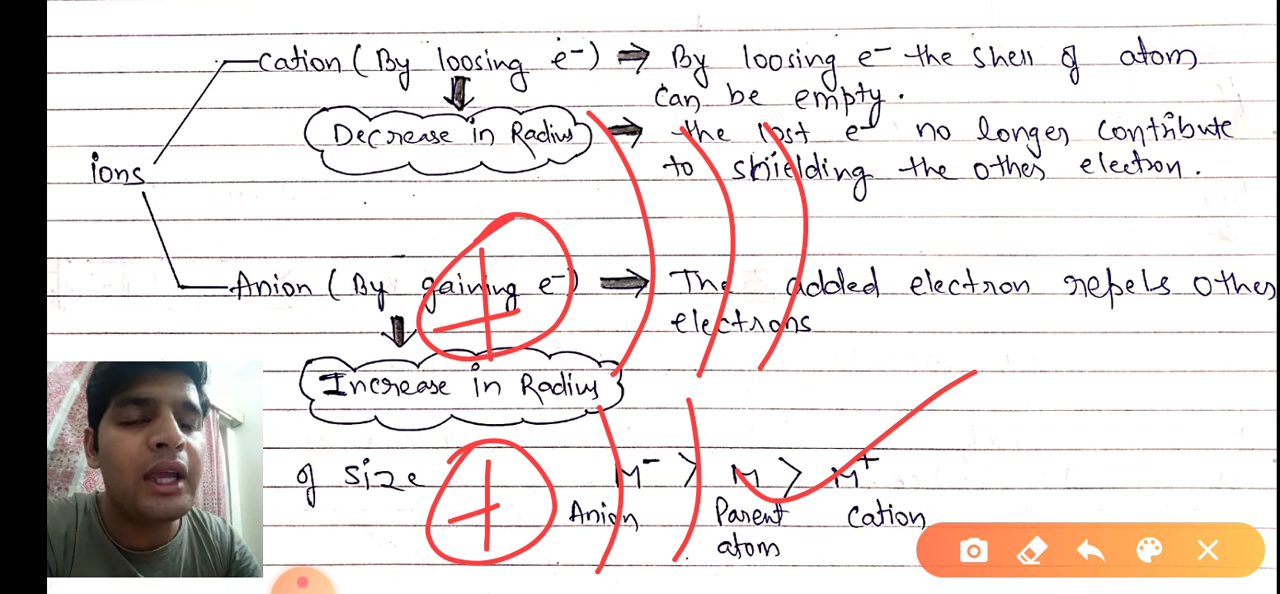 Cation (By loosing e⁻) ⇒ By loosing e⁻ the shell of atom
can be empty.
Decrease in Radius ⇒ the lost e⁻ no longer contribute
to shielding the other electron.
ions
Anion (By gaining e⁻) ⇒ The added electron repels other
electrons
Increase in Radius
of size M⁻ > M > M⁺
Anion Parent cation
atom